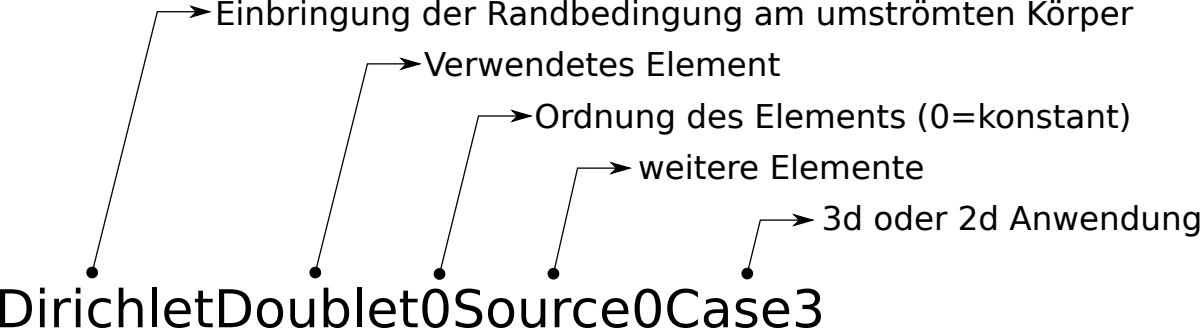 Einbringung der Randbedingung am umströmten Körper
Verwendetes Element
Ordnung des Elements (0=konstant)
weitere Elemente
3d oder 2d Anwendung
DirichletDoublet0Source0Case3